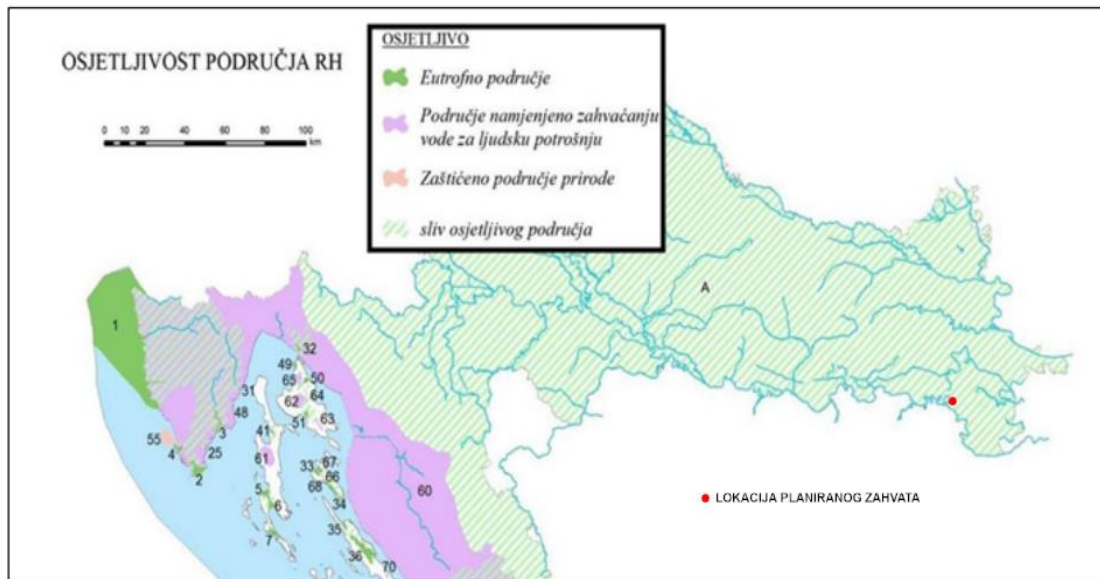 OSJETLJIVOST PODRUČJA RH
0 10 20 40 60 80 100
km
OSJETLJIVO
Eutrofno područje
Područje namjenjeno zahvaćanju
vode za ljudsku potrošnju
Zaštićeno područje prirode
sliv osjetljivog područja
A
1
32
49
50
65
31
62
64
48
51
63
3
41
55
4
25
61
2
33
67
66
68
60
5
34
6
35
7
36
70
LOKACIJA PLANIRANOG ZAHVATA